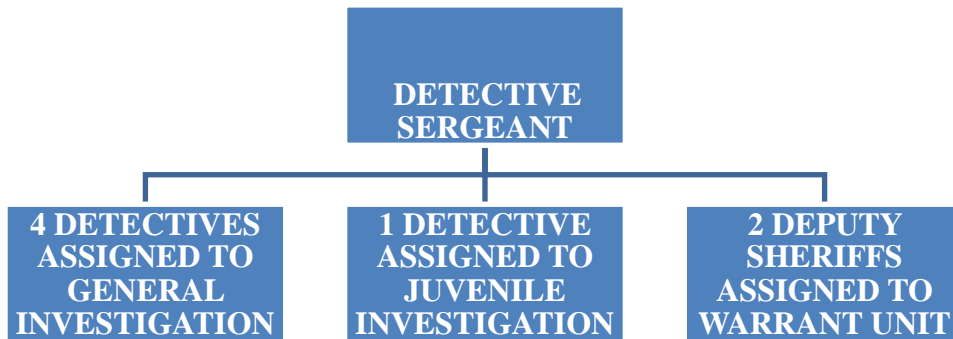 DETECTIVE
SERGEANT
4 DETECTIVES
ASSIGNED TO
GENERAL
INVESTIGATION
1 DETECTIVE
ASSIGNED TO
JUVENILE
INVESTIGATION
2 DEPUTY
SHERIFFS
ASSIGNED TO
WARRANT UNIT